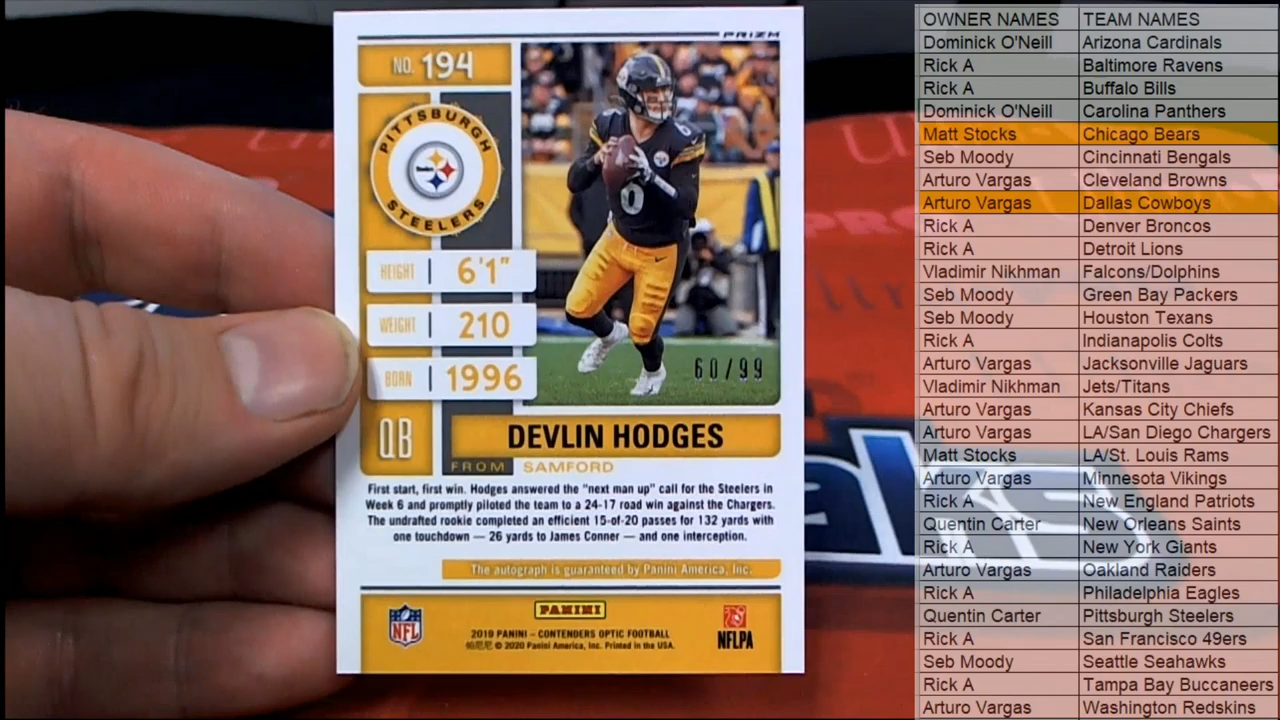 PRIZM
NO. 194
PITTSBURGH
STEELERS
Steelers
6
6
HEIGHT | 6'1"
WEIGHT | 210
BORN | 1996
60/99
QB
DEVLIN HODGES
FROM SAMFORD
First start, first win. Hodges answered the "next man up" call for the Steelers in
Week 6 and promptly piloted the team to a 24-17 road win against the Chargers.
The undrafted rookie completed an efficient 15-of-20 passes for 132 yards with
one touchdown — 26 yards to James Conner — and one interception.
The autograph is guaranteed by Panini America, Inc.
NFL
PANINI
2019 PANINI – CONTENDERS OPTIC FOOTBALL
帕尼尼 © 2020 Panini America, Inc. Printed in the USA.
NFLPA
OWNER NAMES TEAM NAMES
Dominick O'Neill Arizona Cardinals
Rick A Baltimore Ravens
Rick A Buffalo Bills
Dominick O'Neill Carolina Panthers
Matt Stocks Chicago Bears
Seb Moody Cincinnati Bengals
Arturo Vargas Cleveland Browns
Arturo Vargas Dallas Cowboys
Rick A Denver Broncos
Rick A Detroit Lions
Vladimir Nikhman Falcons/Dolphins
Seb Moody Green Bay Packers
Seb Moody Houston Texans
Rick A Indianapolis Colts
Arturo Vargas Jacksonville Jaguars
Vladimir Nikhman Jets/Titans
Arturo Vargas Kansas City Chiefs
Arturo Vargas LA/San Diego Chargers
Matt Stocks LA/St. Louis Rams
Arturo Vargas Minnesota Vikings
Rick A New England Patriots
Quentin Carter New Orleans Saints
Rick A New York Giants
Arturo Vargas Oakland Raiders
Rick A Philadelphia Eagles
Quentin Carter Pittsburgh Steelers
Rick A San Francisco 49ers
Seb Moody Seattle Seahawks
Rick A Tampa Bay Buccaneers
Arturo Vargas Washington Redskins